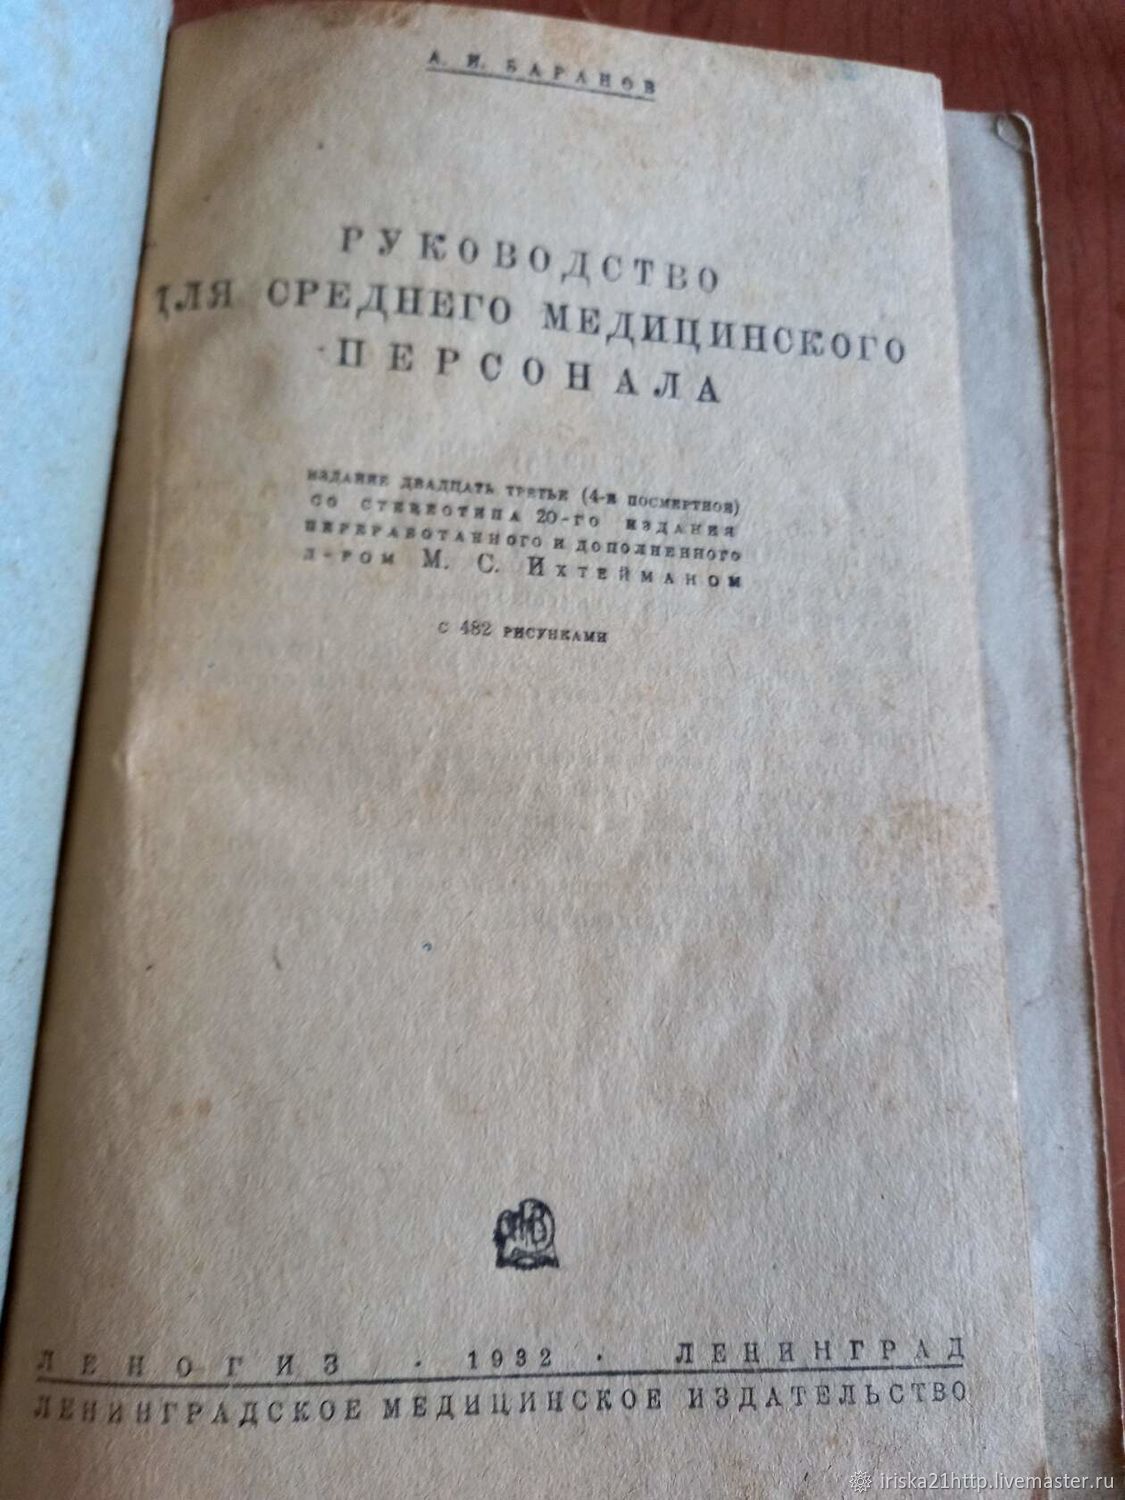 А. И. БАРАНОВ
РУКОВОДСТВО
ДЛЯ СРЕДНЕГО МЕДИЦИНСКОГО
ПЕРСОНАЛА
ИЗДАНИЕ ДВАДЦАТЬ ТРЕТЬЕ (4-е ПОСМЕРТНОЕ)
СО СТЕРЕОТИПА 20-ГО ИЗДАНИЯ
ПЕРЕРАБОТАННОГО И ДОПОЛНЕННОГО
Д-РОМ М. С. ИХТЕЙМАНОМ
С 482 РИСУНКАМИ
ЛЕНОГИЗ · 1932 · ЛЕНИНГРАД
ЛЕНИНГРАДСКОЕ МЕДИЦИНСКОЕ ИЗДАТЕЛЬСТВО
iriska21http.livemaster.ru